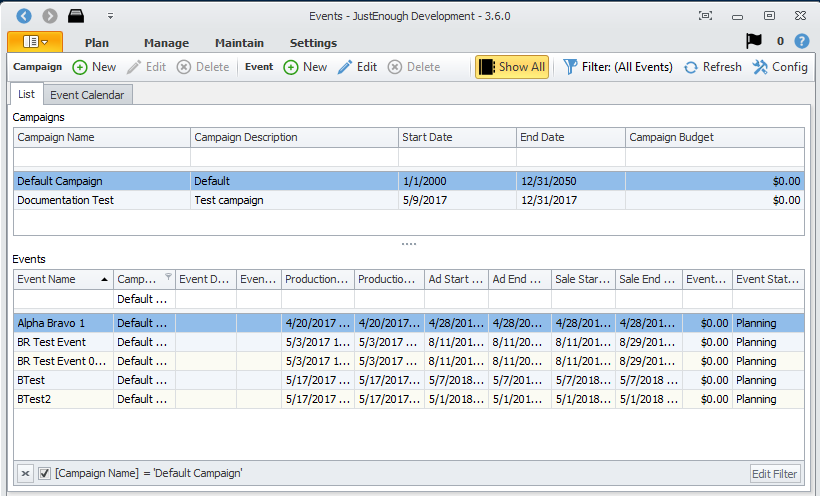 Events - JustEnough Development - 3.6.0
Plan Manage Maintain Settings 0 ?
Campaign New Edit Delete Event New Edit Delete Show All Filter: (All Events) Refresh Config
List Event Calendar
Campaigns
Campaign Name Campaign Description Start Date End Date Campaign Budget
Default Campaign Default 1/1/2000 12/31/2050 $0.00
Documentation Test Test campaign 5/9/2017 12/31/2017 $0.00
Events
Event Name Camp... Event D... Even... Production... Productio... Ad Start ... Ad End ... Sale Star... Sale End ... Event... Event Stat...
Default ...
Alpha Bravo 1 Default ... 4/20/2017 ... 4/20/2017... 4/28/201... 4/28/20... 4/28/201... 4/28/201... $0.00 Planning
BR Test Event Default ... 5/3/2017 1... 5/3/2017 ... 8/11/201... 8/11/20... 8/11/201... 8/29/201... $0.00 Planning
BR Test Event 0... Default ... 5/3/2017 1... 5/3/2017 ... 8/11/201... 8/11/20... 8/11/201... 8/29/201... $0.00 Planning
BTest Default ... 5/17/2017 ... 5/17/2017... 5/7/2018... 5/7/201... 5/7/2018... 5/7/2018 ... $0.00 Planning
BTest2 Default ... 5/17/2017 ... 5/17/2017... 5/1/2018... 5/1/201... 5/1/2018... 5/1/2018 ... $0.00 Planning
[Campaign Name] = 'Default Campaign' Edit Filter